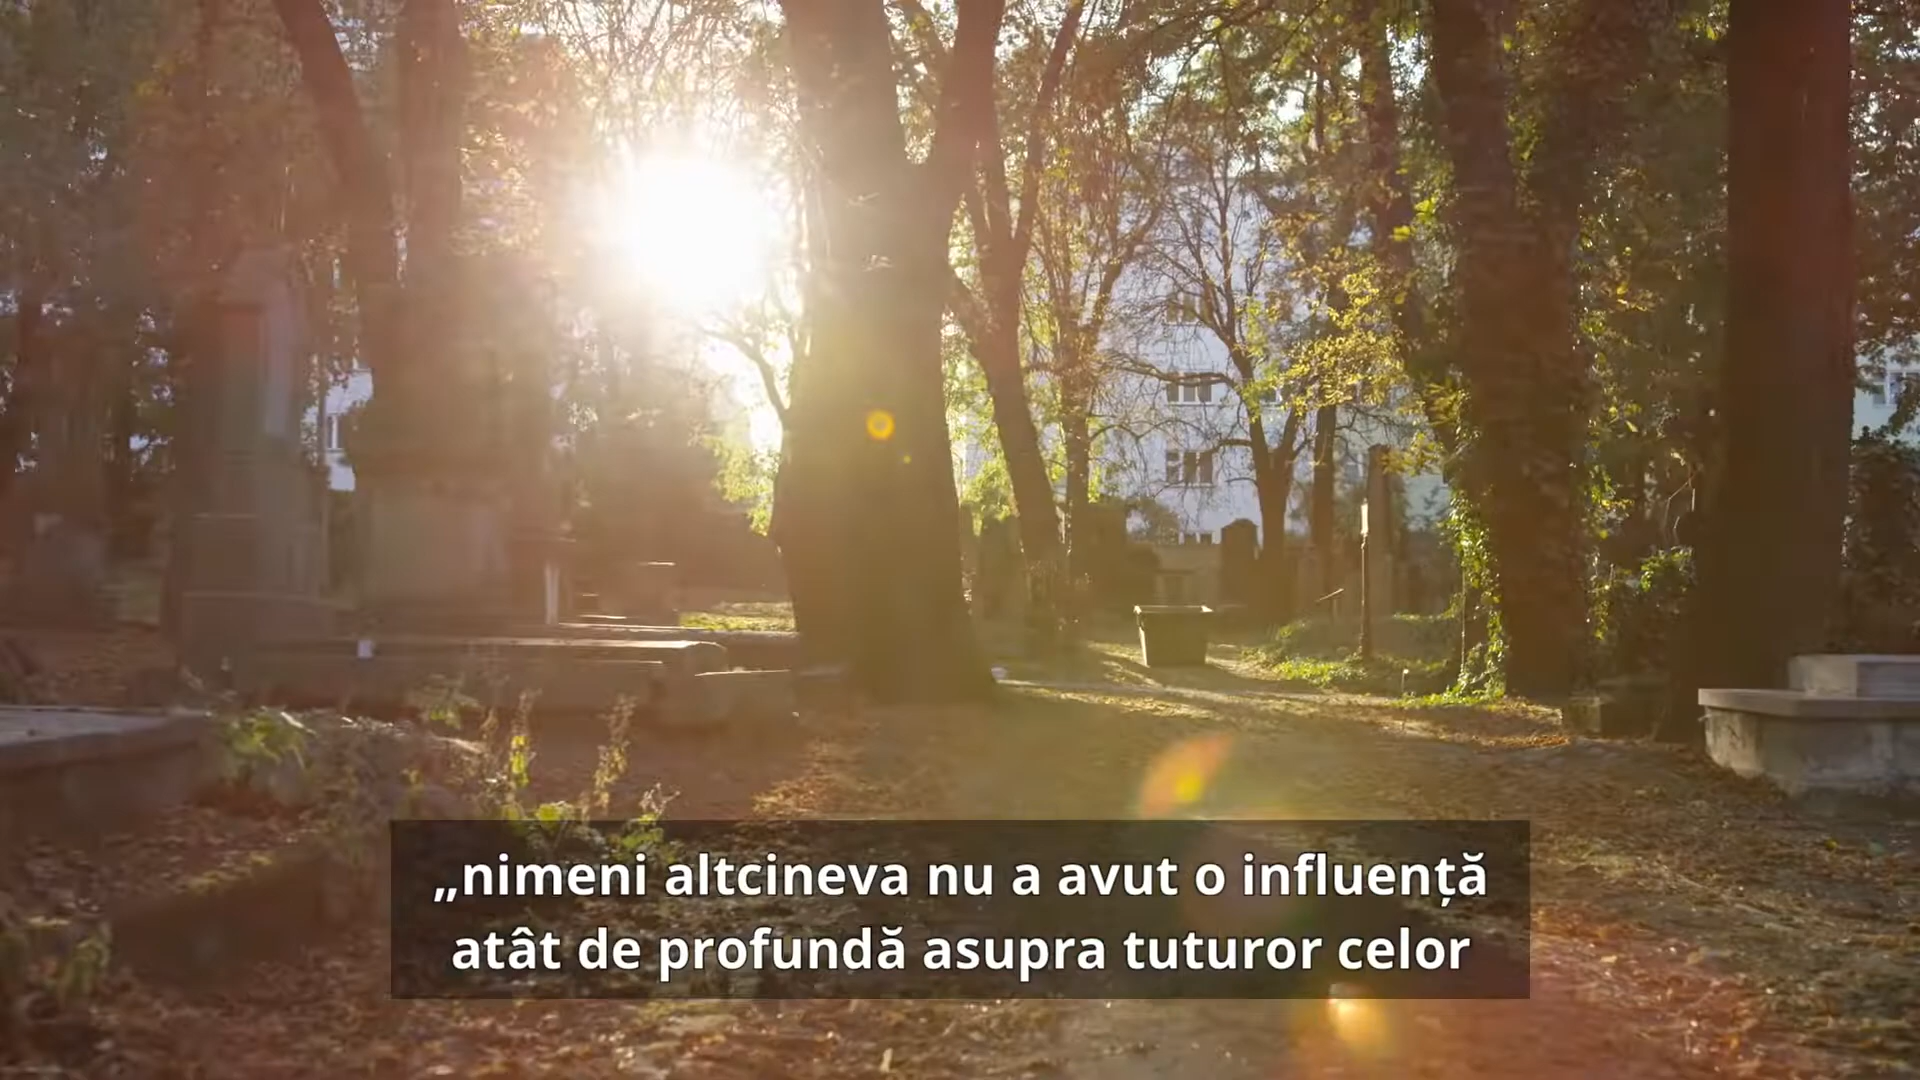 „nimeni altcineva nu a avut o influență
atât de profundă asupra tuturor celor